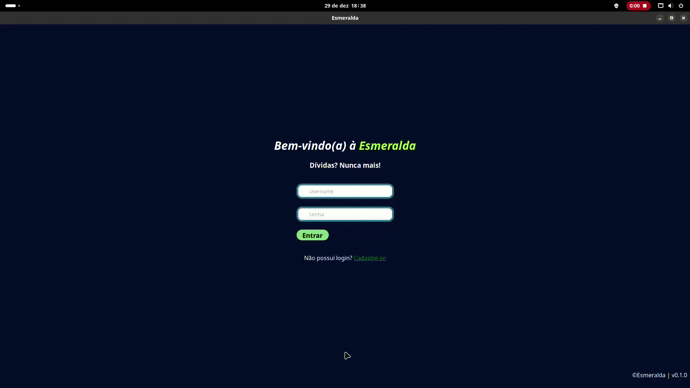 29 de dez 18:38
0:00
Esmeralda
Bem-vindo(a) à Esmeralda
Dívidas? Nunca mais!
username
senha
Entrar
Não possui login? Cadastre-se
©Esmeralda | v0.1.0